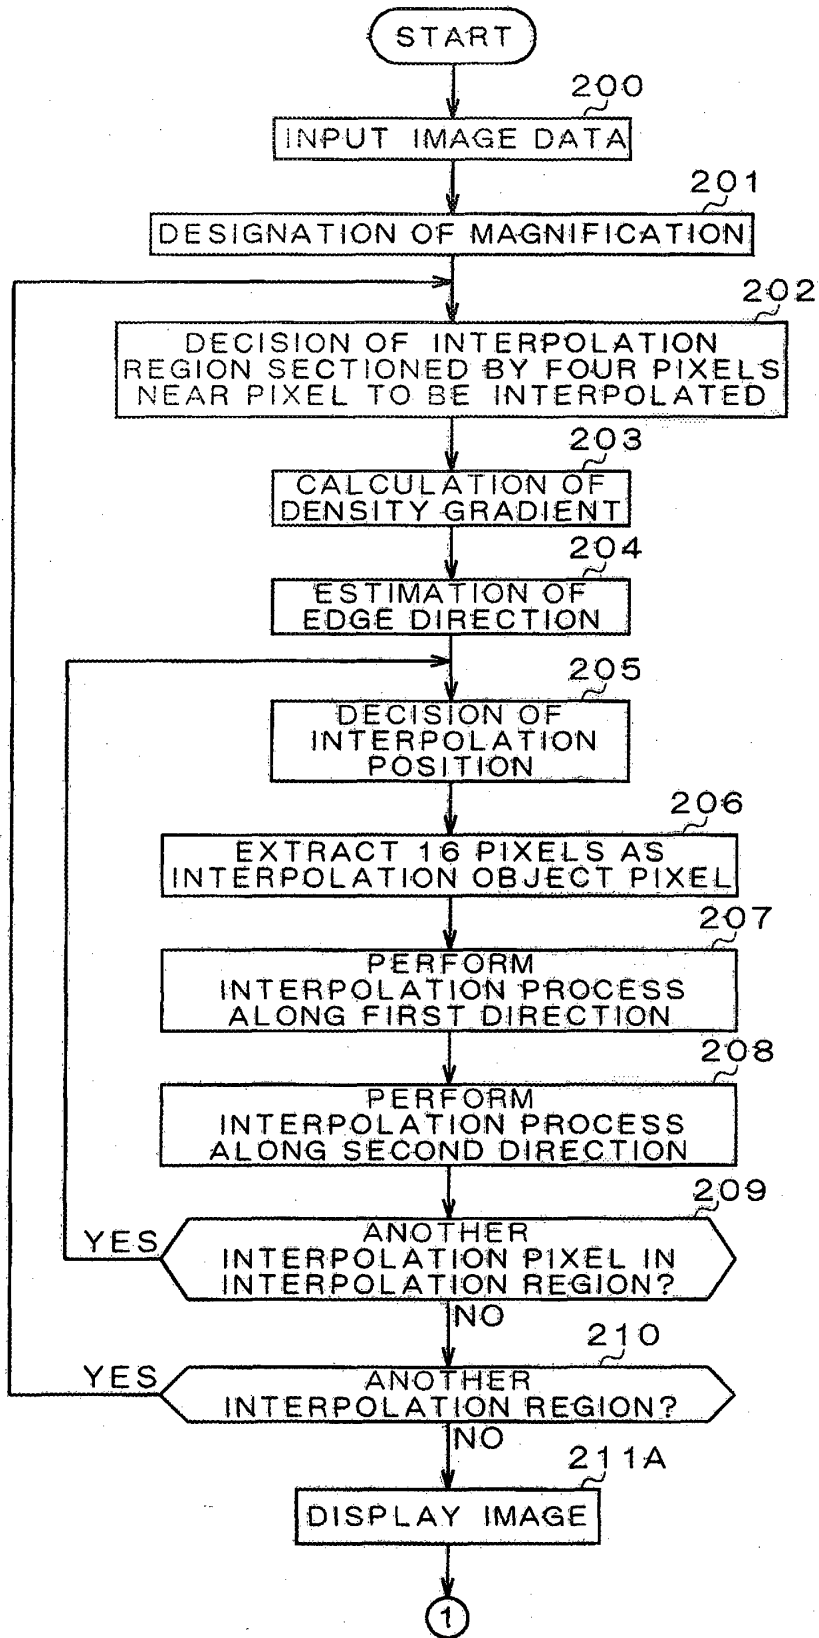 START
200
INPUT IMAGE DATA
201
DESIGNATION OF MAGNIFICATION
202
DECISION OF INTERPOLATION
REGION SECTIONED BY FOUR PIXELS
NEAR PIXEL TO BE INTERPOLATED
203
CALCULATION OF
DENSITY GRADIENT
204
ESTIMATION OF
EDGE DIRECTION
205
DECISION OF
INTERPOLATION
POSITION
206
EXTRACT 16 PIXELS AS
INTERPOLATION OBJECT PIXEL
207
PERFORM
INTERPOLATION PROCESS
ALONG FIRST DIRECTION
208
PERFORM
INTERPOLATION PROCESS
ALONG SECOND DIRECTION
209
YES
ANOTHER
INTERPOLATION PIXEL IN
INTERPOLATION REGION?
NO
210
YES
ANOTHER
INTERPOLATION REGION?
NO
211A
DISPLAY IMAGE
1